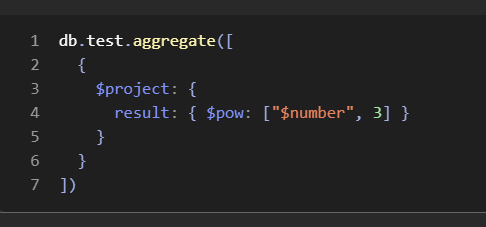 1 db.test.aggregate([
2   {
3     $project: {
4       result: { $pow: ["$number", 3] }
5     }
6   }
7 ])